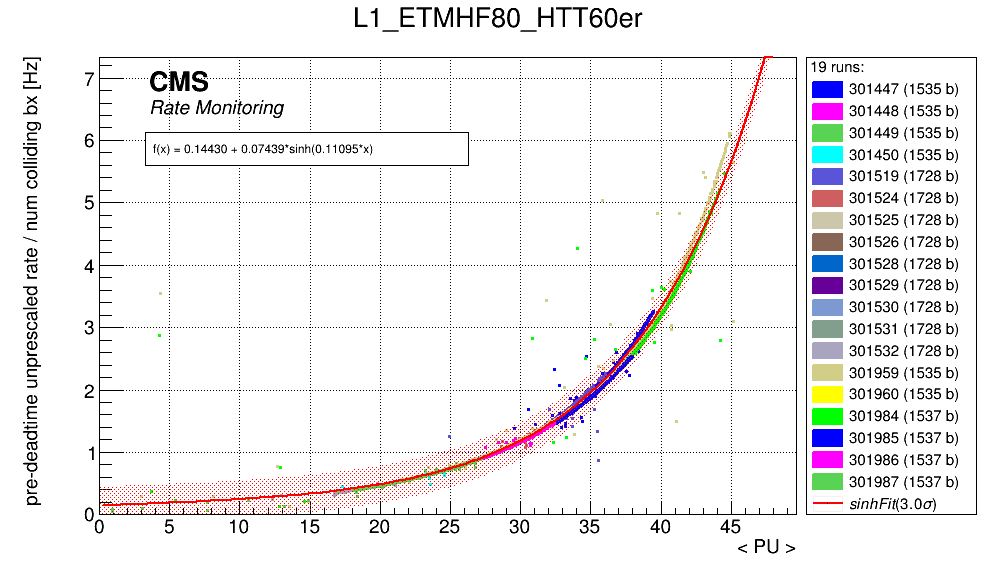 L1_ETMHF80_HTT60er
pre-deadtime unprescaled rate / num colliding bx [Hz]
CMS
Rate Monitoring
f(x) = 0.14430 + 0.07439*sinh(0.11095*x)
7
6
5
4
3
2
1
0
0 5 10 15 20 25 30 35 40 45
< PU >
19 runs:
301447 (1535 b)
301448 (1535 b)
301449 (1535 b)
301450 (1535 b)
301519 (1728 b)
301524 (1728 b)
301525 (1728 b)
301526 (1728 b)
301528 (1728 b)
301529 (1728 b)
301530 (1728 b)
301531 (1728 b)
301532 (1728 b)
301959 (1535 b)
301960 (1535 b)
301984 (1537 b)
301985 (1537 b)
301986 (1537 b)
301987 (1537 b)
sinhFit(3.0σ)